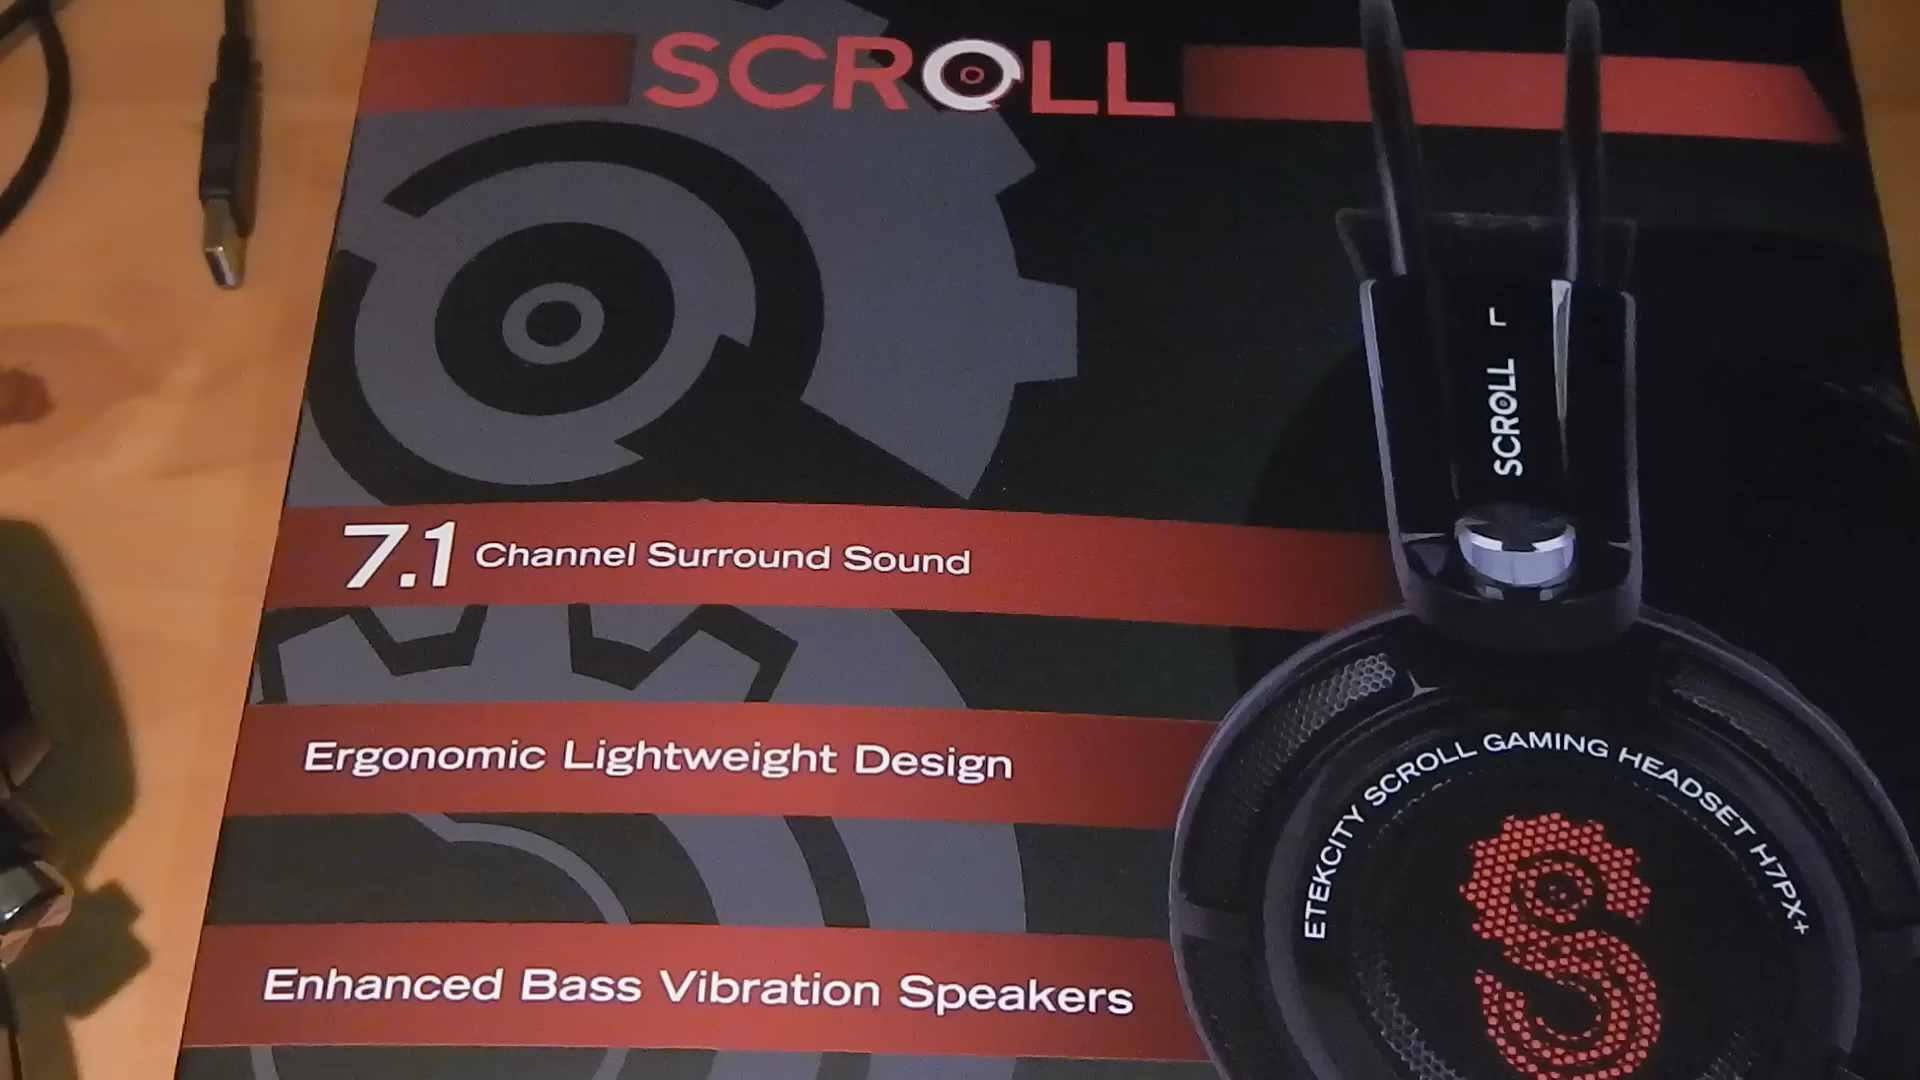 SCROLL
SCROLL L
7.1 Channel Surround Sound
Ergonomic Lightweight Design
ETEKCITY SCROLL GAMING HEADSET H7PX+
Enhanced Bass Vibration Speakers